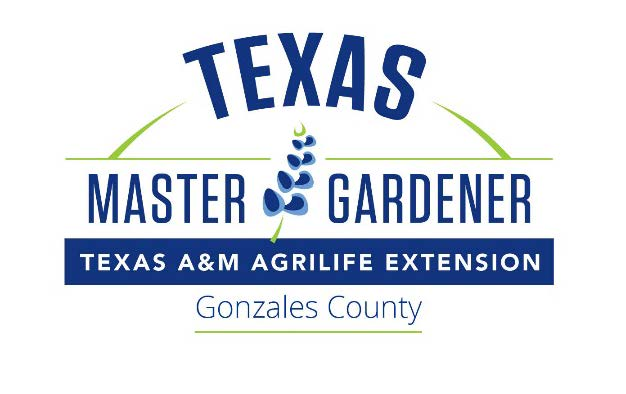 TEXAS
MASTER GARDENER
TEXAS A&M AGRILIFE EXTENSION
Gonzales County